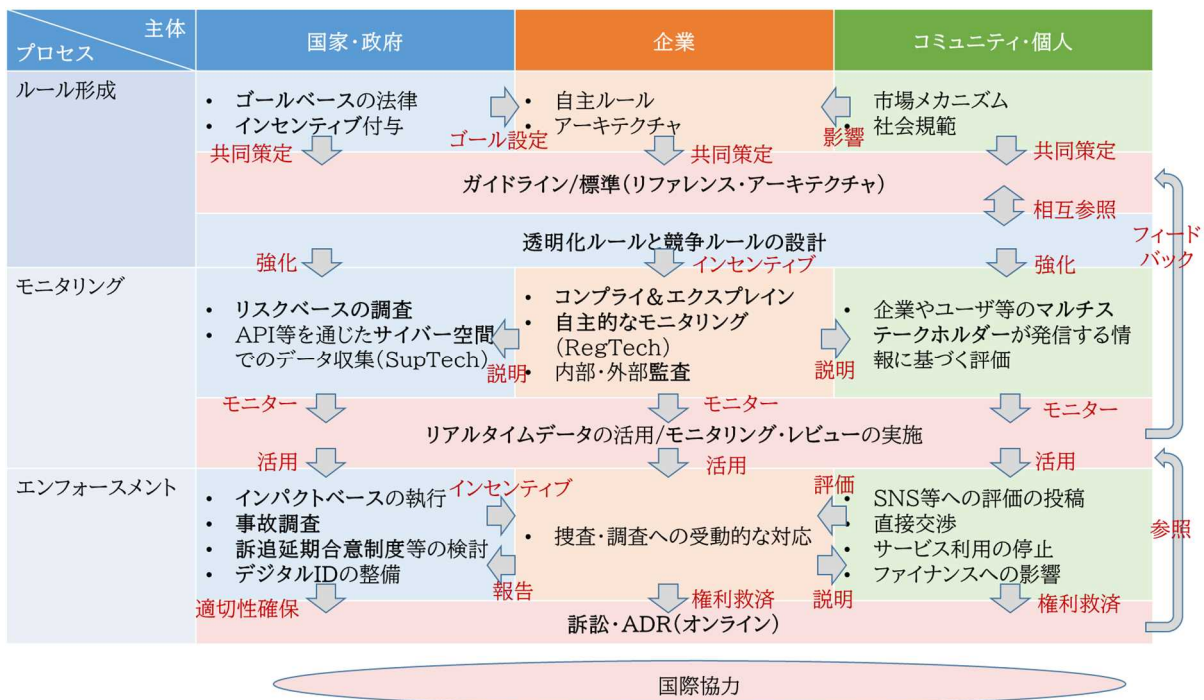 主体
プロセス
国家・政府
企業
コミュニティ・個人
ルール形成
• ゴールベースの法律
• インセンティブ付与
ゴール設定
• 自主ルール
• アーキテクチャ
影響
• 市場メカニズム
• 社会規範
共同策定
共同策定
共同策定
ガイドライン/標準(リファレンス・アーキテクチャ)
相互参照
フィード
バック
透明化ルールと競争ルールの設計
強化
インセンティブ
強化
モニタリング
• リスクベースの調査
• API等を通じたサイバー空間
でのデータ収集(SupTech)
説明
• コンプライ&エクスプレイン
• 自主的なモニタリング
(RegTech)
• 内部・外部監査
説明
• 企業やユーザ等のマルチス
テークホルダーが発信する情
報に基づく評価
モニター
モニター
モニター
リアルタイムデータの活用/モニタリング・レビューの実施
活用
活用
活用
エンフォースメント
• インパクトベースの執行
• 事故調査
• 訴追延期合意制度等の検討
• デジタルIDの整備
インセンティブ
報告
• 捜査・調査への受動的な対応
評価
説明
• SNS等への評価の投稿
• 直接交渉
• サービス利用の停止
• ファイナンスへの影響
参照
適切性確保
権利救済
権利救済
訴訟・ADR(オンライン)
国際協力